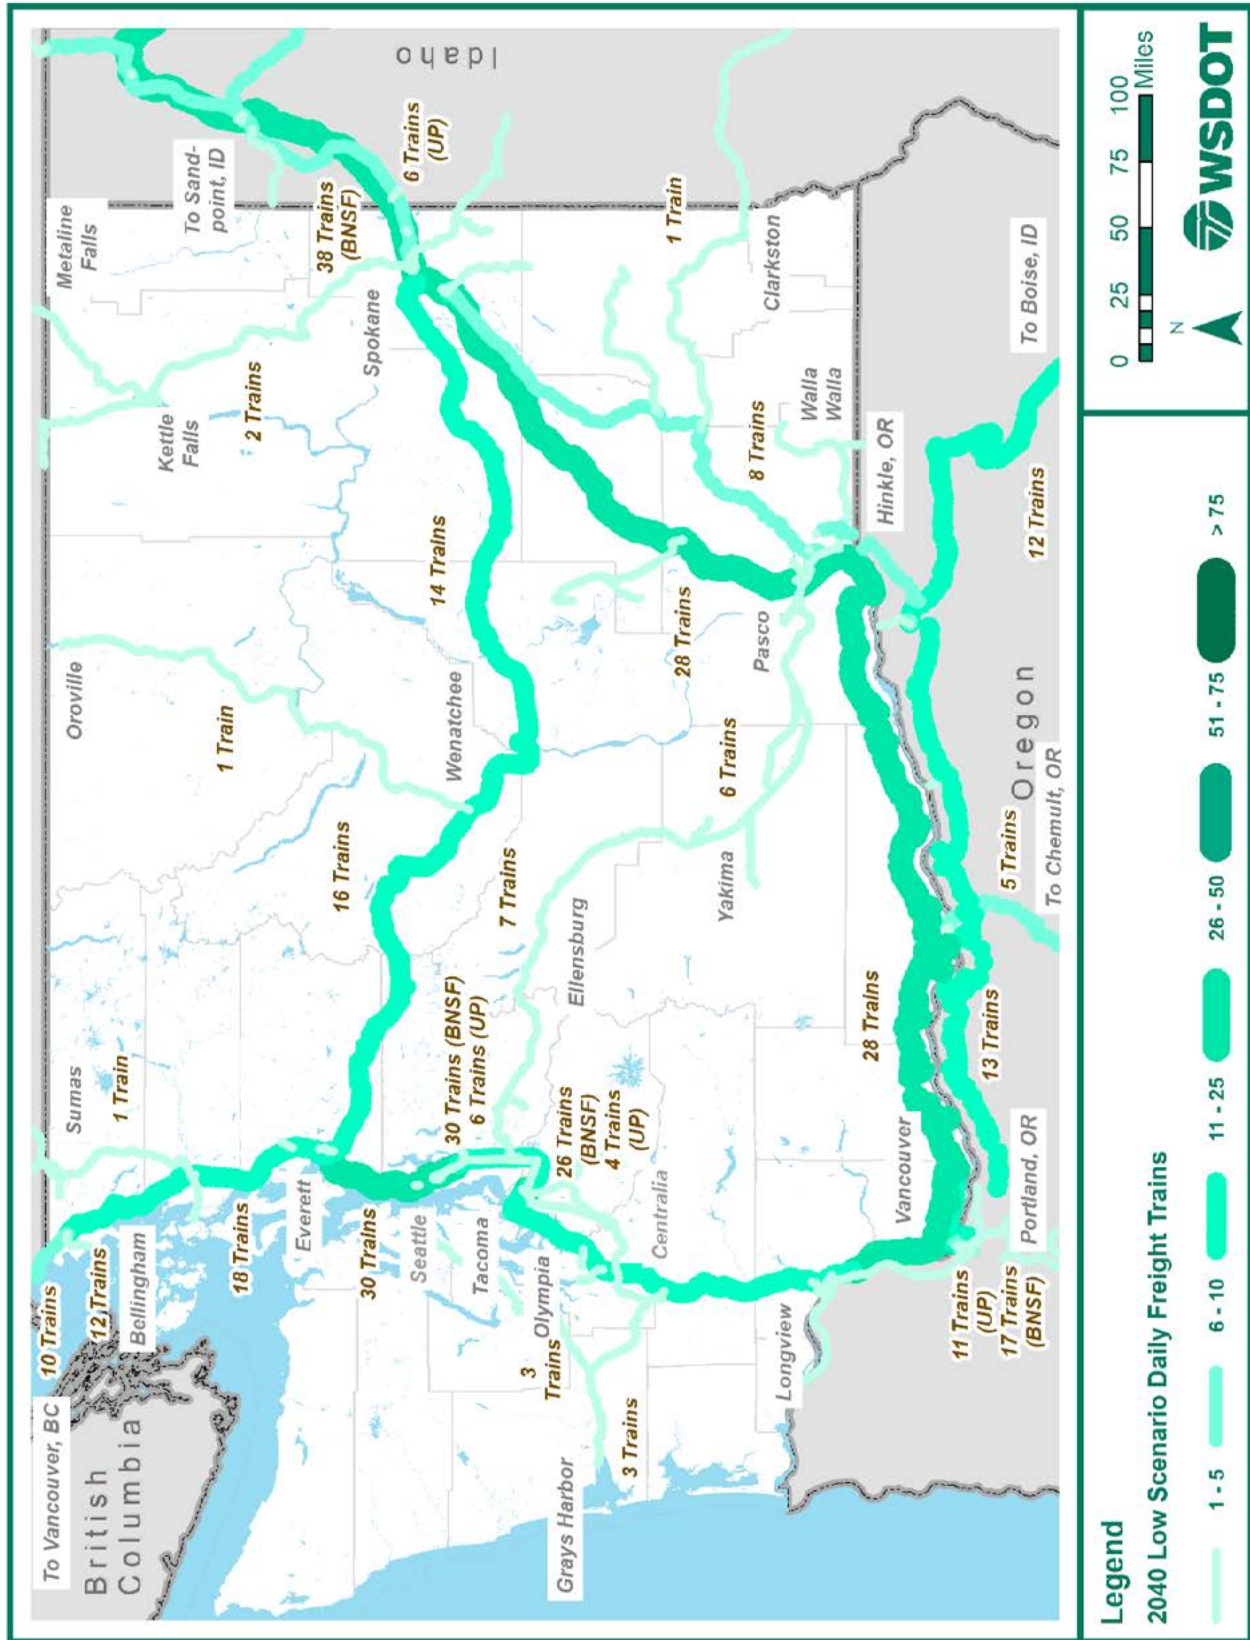 To Vancouver, BC
British
Columbia
10 Trains
12 Trains
Bellingham
Sumas
1 Train
18 Trains
Everett
30 Trains
Seattle
Tacoma
Olympia
3
Trains
Grays Harbor
3 Trains
30 Trains (BNSF)
6 Trains (UP)
26 Trains
(BNSF)
4 Trains
(UP)
Centralia
Longview
Vancouver
11 Trains
(UP)
17 Trains
(BNSF)
Portland, OR
13 Trains
28 Trains
Oroville
1 Train
16 Trains
Wenatchee
7 Trains
Ellensburg
Yakima
6 Trains
5 Trains
To Chemult, OR
Oregon
14 Trains
28 Trains
Pasco
Metaline
Falls
Kettle
Falls
2 Trains
Spokane
To Sand-
point, ID
38 Trains
(BNSF)
6 Trains
(UP)
Idaho
1 Train
Clarkston
8 Trains
Walla
Walla
Hinkle, OR
12 Trains
To Boise, ID
Legend
2040 Low Scenario Daily Freight Trains
1 - 5
6 - 10
11 - 25
26 - 50
51 - 75
> 75
0 25 50 75 100
Miles
N
WSDOT